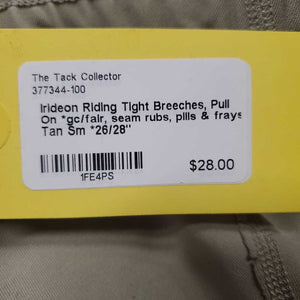 The Tack Collector
377344-100
Irideon Riding Tight Breeches, Pull
On *gc/fair, seam rubs, pills & frays
Tan Sm *26/28"
$28.00
1FE4PS